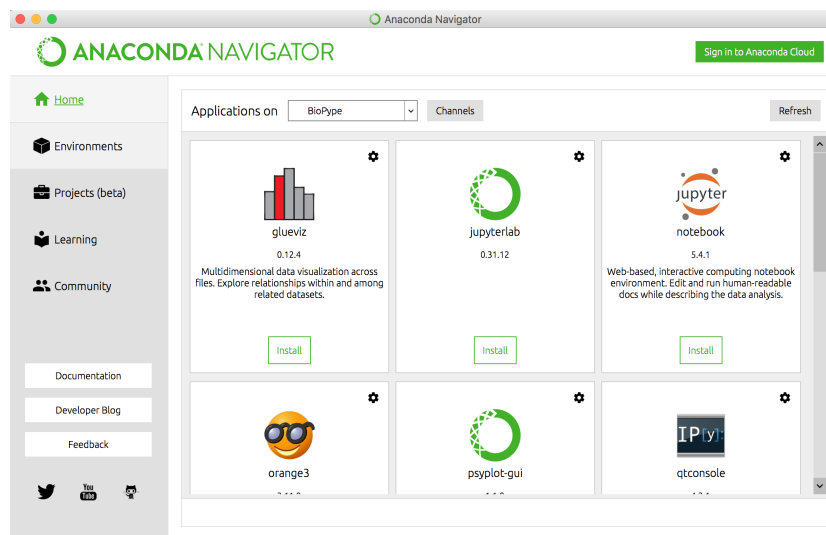 Anaconda Navigator
ANACONDA NAVIGATOR
Sign in to Anaconda Cloud
Home
Environments
Projects (beta)
Learning
Community
Documentation
Developer Blog
Feedback
You
Tube
Applications on
BioPype
Channels
Refresh
glueviz
0.12.4
Multidimensional data visualization across
files. Explore relationships within and among
related datasets.
Install
jupyterlab
0.31.12
Install
jupyter
notebook
5.4.1
Web-based, interactive computing notebook
environment. Edit and run human-readable
docs while describing the data analysis.
Install
orange3
psyplot-gui
IP[y]:
qtconsole